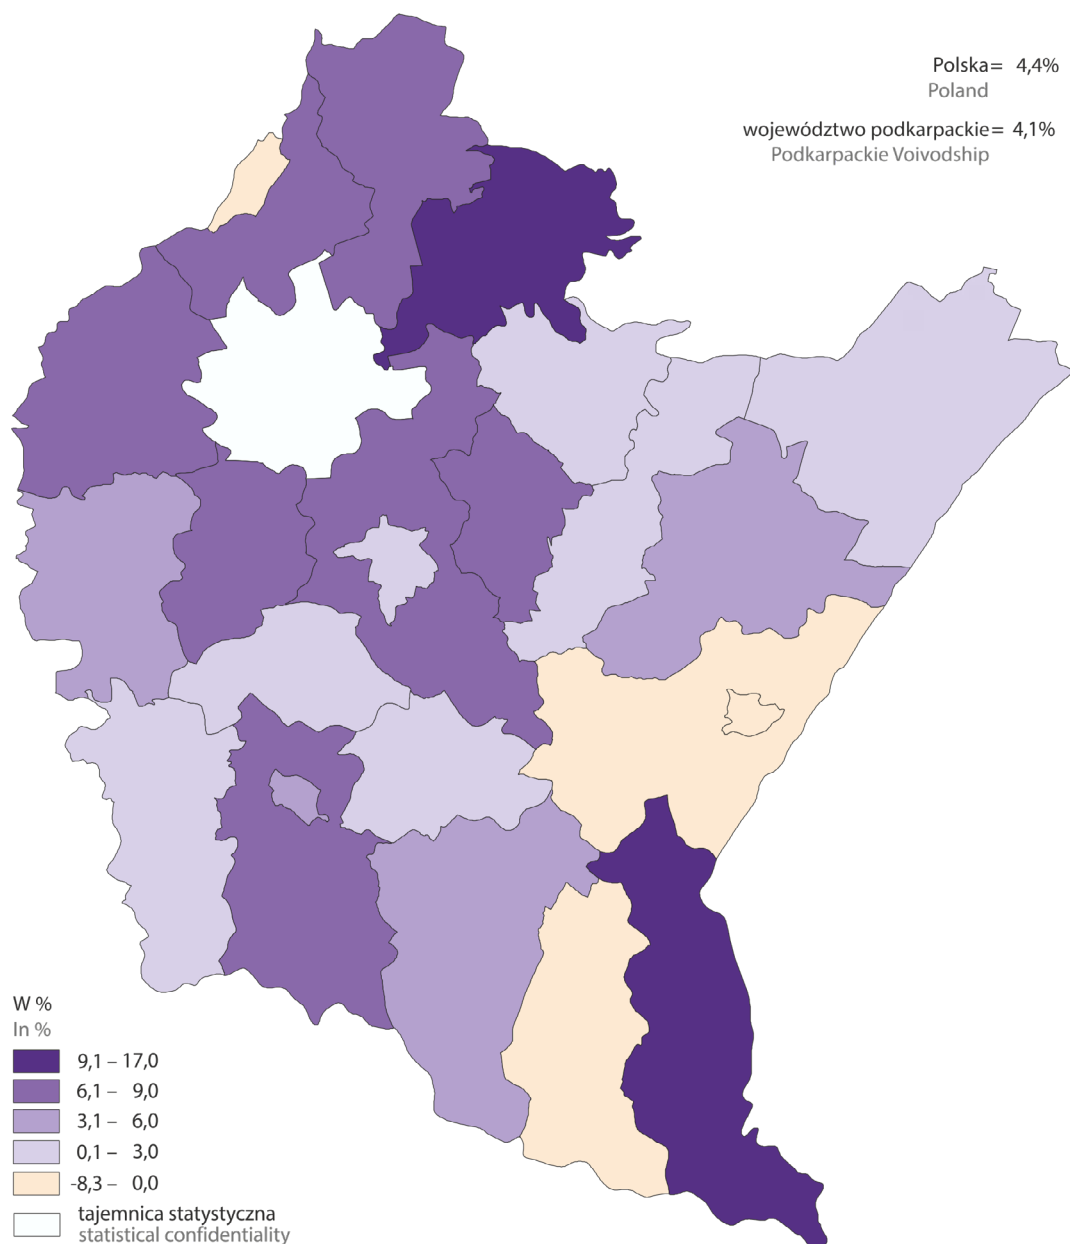 Polska= 4,4%
Poland
województwo podkarpackie= 4,1%
Podkarpackie Voivodship
W %
In %
9,1 – 17,0
6,1 – 9,0
3,1 – 6,0
0,1 – 3,0
-8,3 – 0,0
tajemnica statystyczna
statistical confidentiality